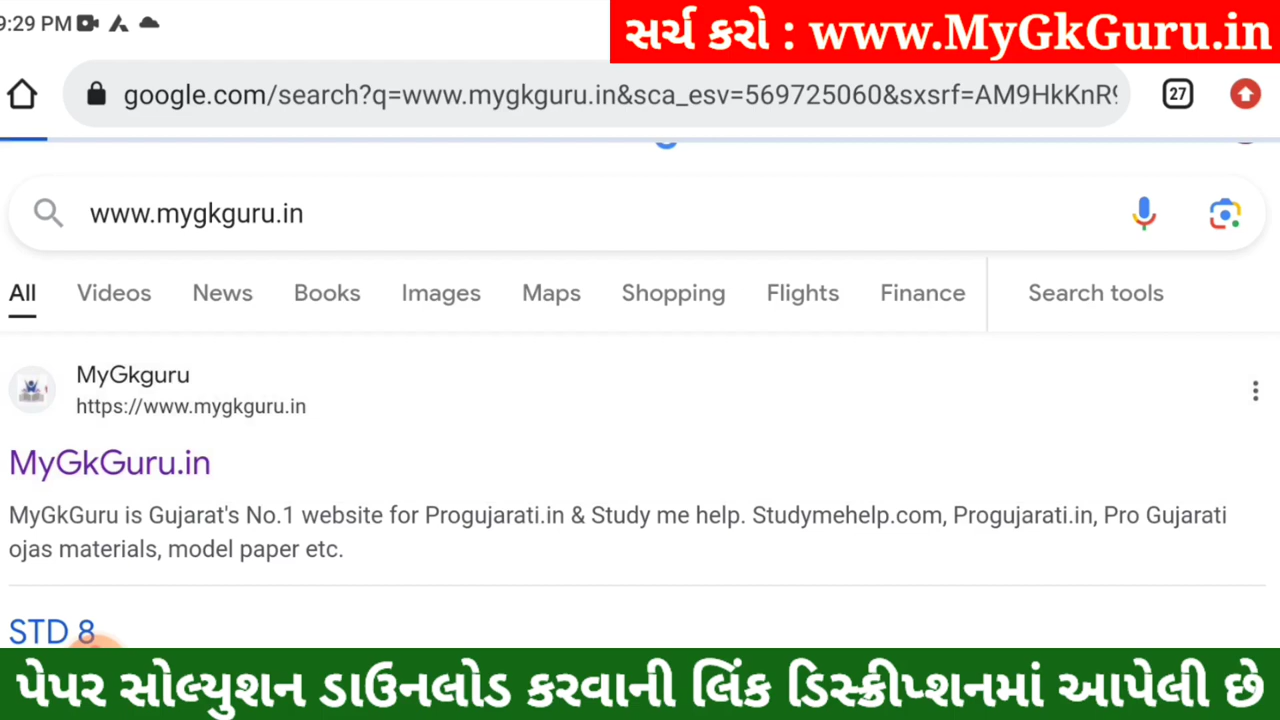 9:29 PM
સર્ચ કરો : www.MyGkGuru.in
google.com/search?q=www.mygkguru.in&sca_esv=569725060&sxsrf=AM9HkKnR9
27
www.mygkguru.in
All Videos News Books Images Maps Shopping Flights Finance Search tools
MyGkguru
https://www.mygkguru.in
MyGkGuru.in
MyGkGuru is Gujarat's No.1 website for Progujarati.in & Study me help. Studymehelp.com, Progujarati.in, Pro Gujarati
ojas materials, model paper etc.
STD 8
પેપર સોલ્યુશન ડાઉનલોડ કરવાની લિંક ડિસ્ક્રીપ્શનમાં આપેલી છે